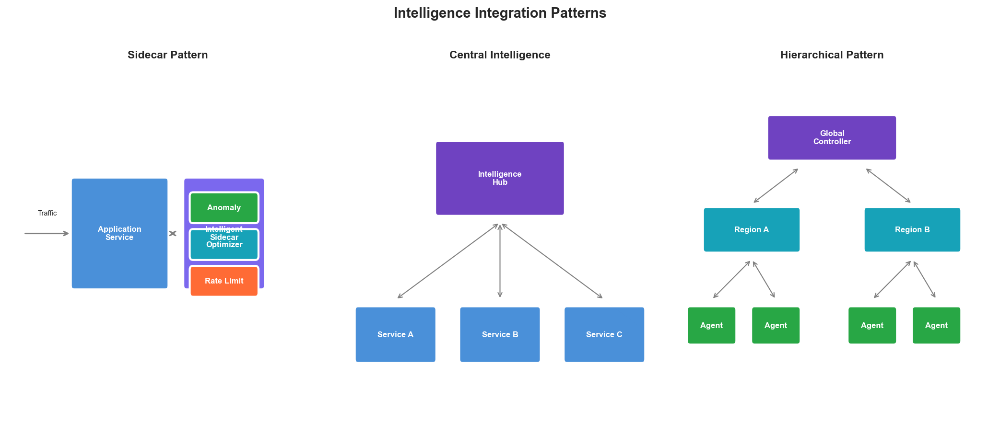 Intelligence Integration Patterns
Sidecar Pattern
Traffic
Application
Service
Anomaly
Intelligent
Sidecar
Optimizer
Rate Limit
Central Intelligence
Intelligence
Hub
Service A
Service B
Service C
Hierarchical Pattern
Global
Controller
Region A
Region B
Agent
Agent
Agent
Agent